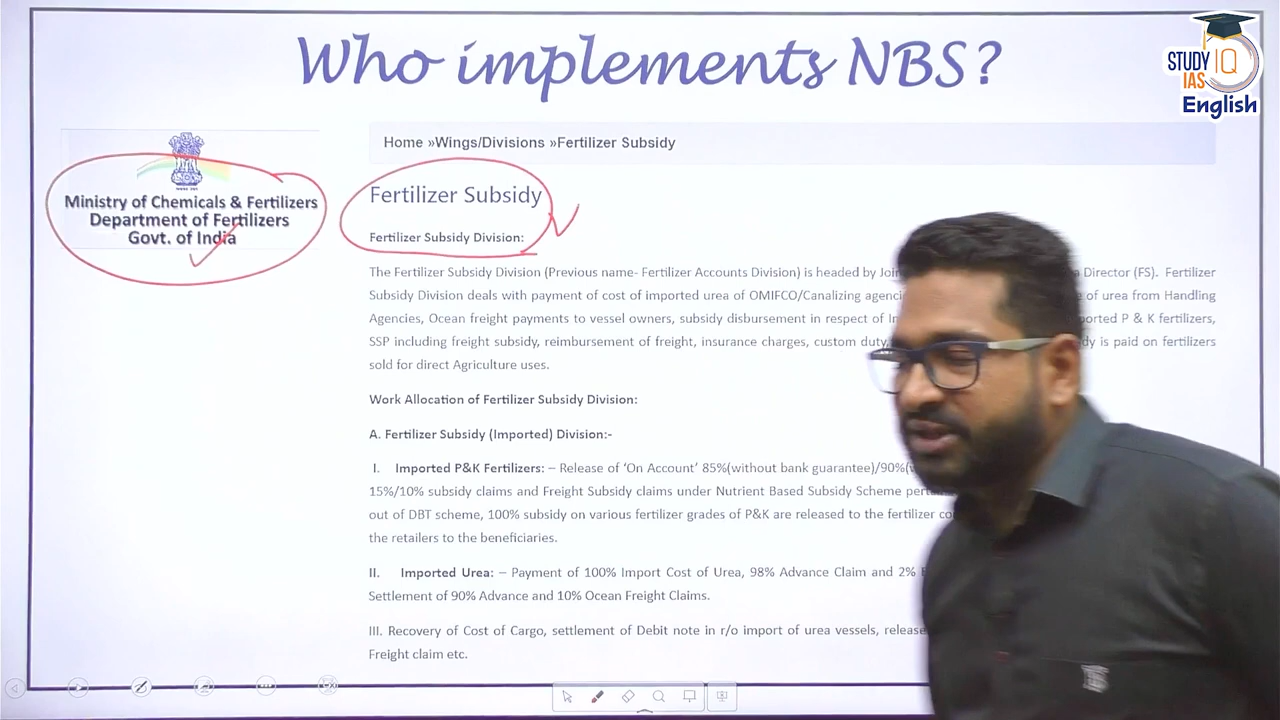 Who implements NBS?
STUDY IQ
IAS
English
Ministry of Chemicals & Fertilizers
Department of Fertilizers
Govt. of India
Home »Wings/Divisions »Fertilizer Subsidy
Fertilizer Subsidy
Fertilizer Subsidy Division:
The Fertilizer Subsidy Division (Previous name- Fertilizer Accounts Division) is headed by Director (FS). Fertilizer
Subsidy Division deals with payment of cost of imported urea of OMIFCO/Canalizing of urea from Handling
Agencies, Ocean freight payments to vessel owners, subsidy disbursement in respect of P & K fertilizers,
SSP including freight subsidy, reimbursement of freight, insurance charges, custom duty, is paid on fertilizers
sold for direct Agriculture uses.
Work Allocation of Fertilizer Subsidy Division:
A. Fertilizer Subsidy (Imported) Division:-
I. Imported P&K Fertilizers: – Release of ‘On Account’ 85%(without bank guarantee)/90%(
15%/10% subsidy claims and Freight Subsidy claims under Nutrient Based Subsidy Scheme
out of DBT scheme, 100% subsidy on various fertilizer grades of P&K are released to the fertilizer
the retailers to the beneficiaries.
II. Imported Urea: – Payment of 100% Import Cost of Urea, 98% Advance Claim and 2%
Settlement of 90% Advance and 10% Ocean Freight Claims.
III. Recovery of Cost of Cargo, settlement of Debit note in r/o import of urea vessels,
Freight claim etc.